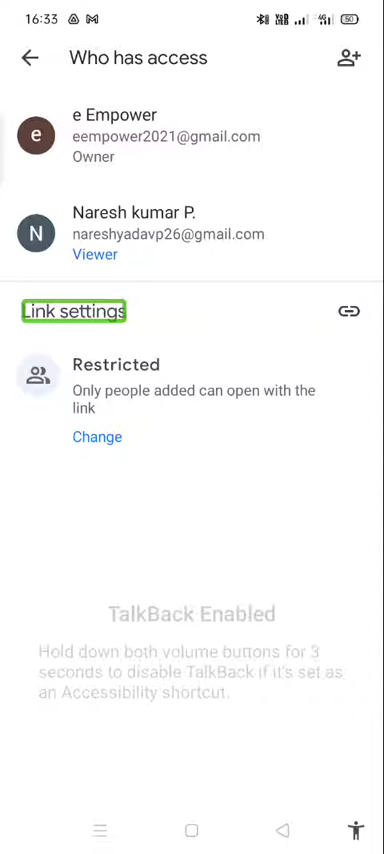 16:33
4G
50
Who has access
e Empower
e
eempower2021@gmail.com
Owner
Naresh kumar P.
N
nareshyadavp26@gmail.com
Viewer
Link settings
Restricted
Only people added can open with the
link
Change
TalkBack Enabled
Hold down both volume buttons for 3
seconds to disable TalkBack if it's set as
an Accessibility shortcut.